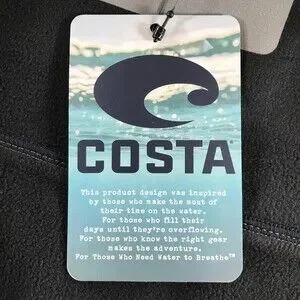 COSTA
This product design was inspired
by those who make the most of
their time on the water.
For those who fill their
days until they're overflowing.
For those who know the right gear
makes the adventure.
For Those Who Need Water to Breathe™